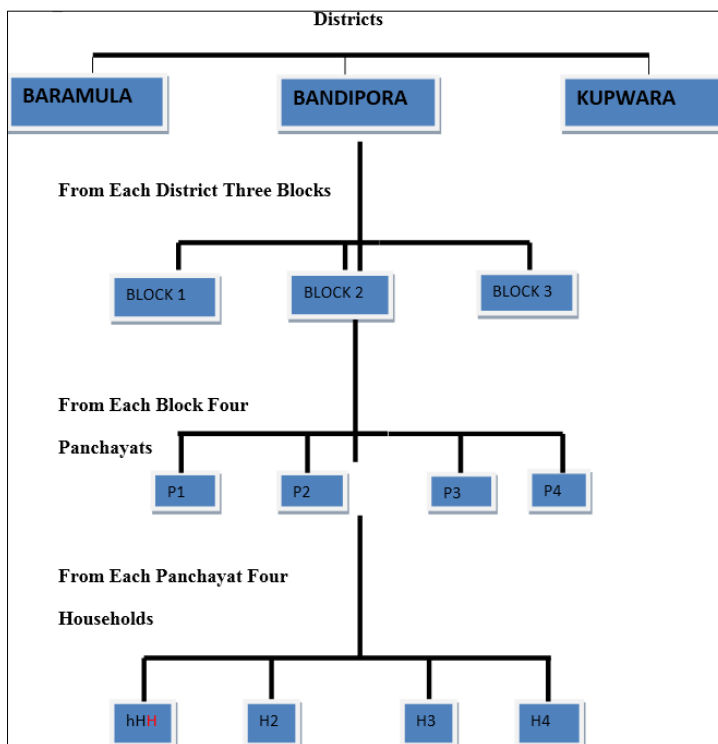 Districts
BARAMULA
BANDIPORA
KUPWARA
From Each District Three Blocks
BLOCK 1
BLOCK 2
BLOCK 3
From Each Block Four
Panchayats
P1
P2
P3
P4
From Each Panchayat Four
Households
hHH
H2
H3
H4